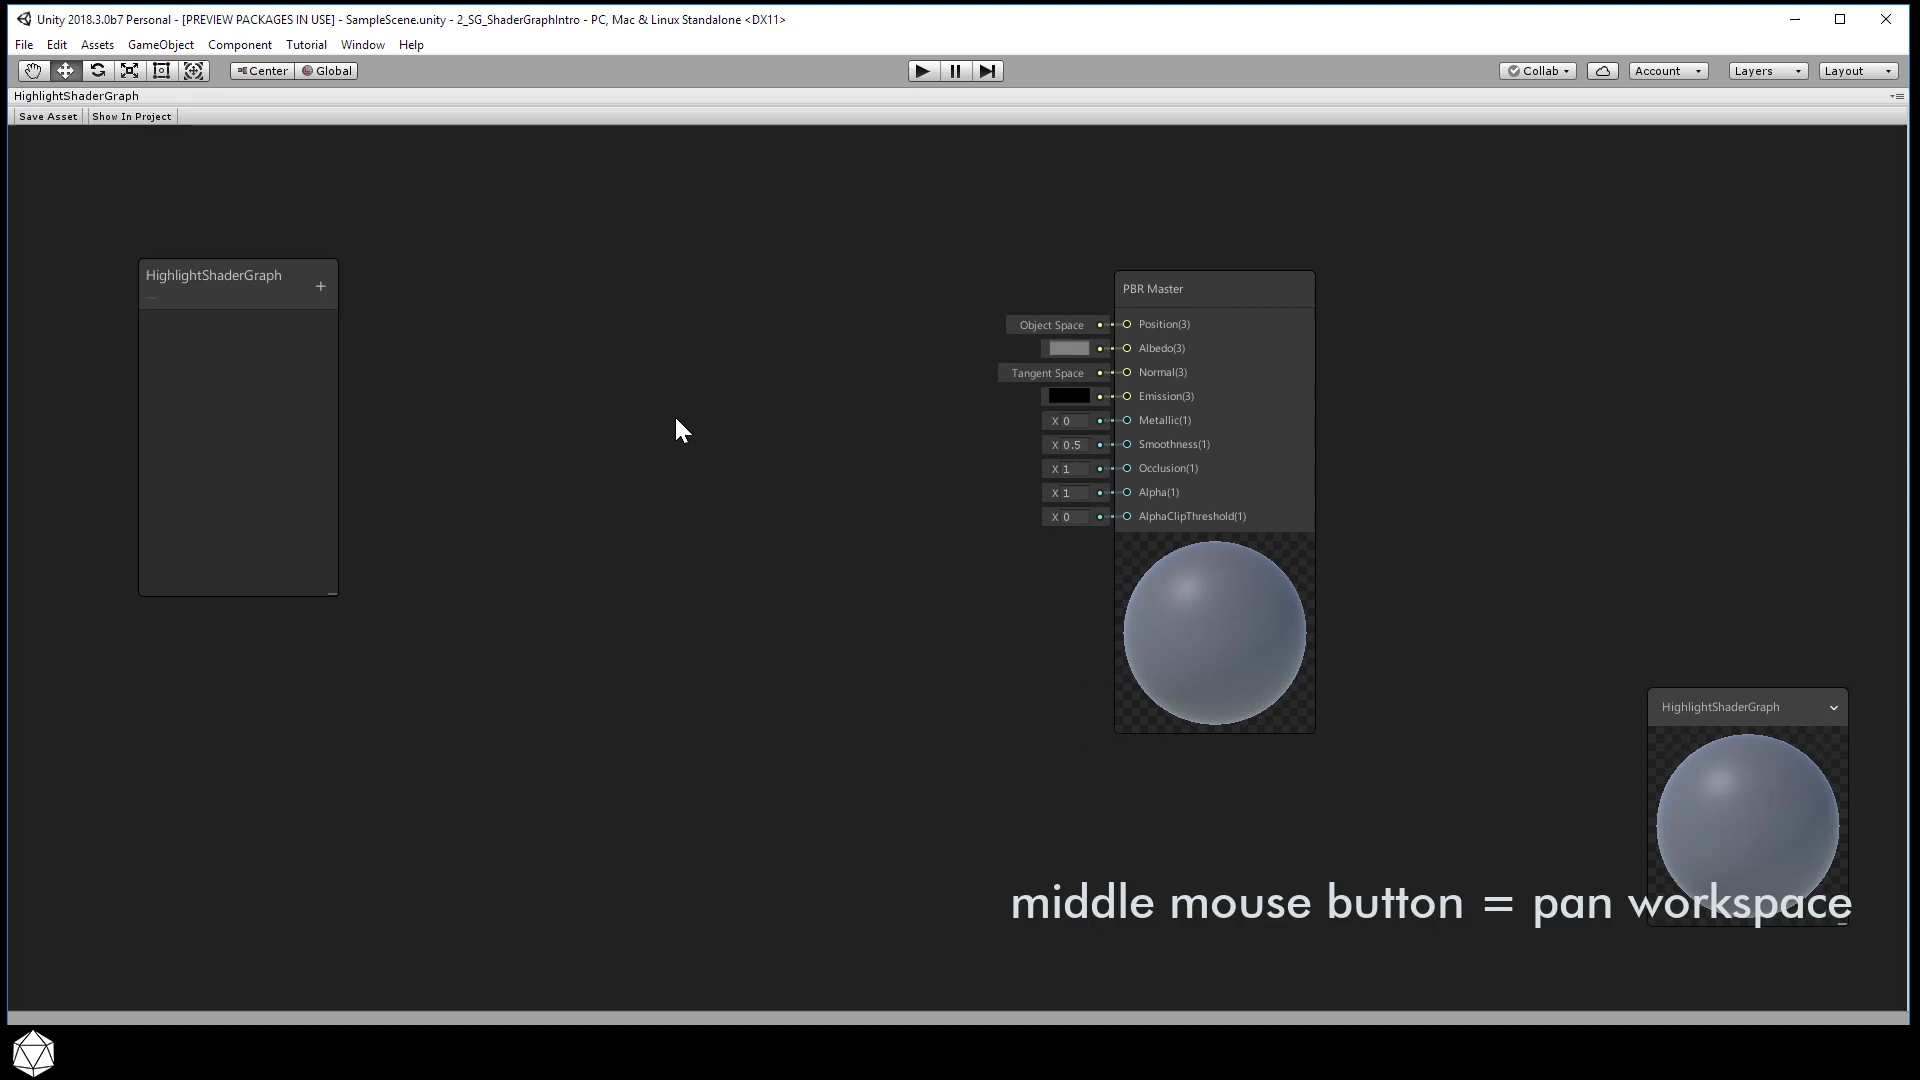 Unity 2018.3.0b7 Personal - [PREVIEW PACKAGES IN USE] - SampleScene.unity - 2_SG_ShaderGraphIntro - PC, Mac & Linux Standalone <DX11>
File Edit Assets GameObject Component Tutorial Window Help
Center Global Collab Account Layers Layout
HighlightShaderGraph
Save Asset Show In Project
HighlightShaderGraph
PBR Master
Object Space Position(3)
Albedo(3)
Tangent Space Normal(3)
Emission(3)
X 0 Metallic(1)
X 0.5 Smoothness(1)
X 1 Occlusion(1)
X 1 Alpha(1)
X 0 AlphaClipThreshold(1)
HighlightShaderGraph
middle mouse button = pan workspace